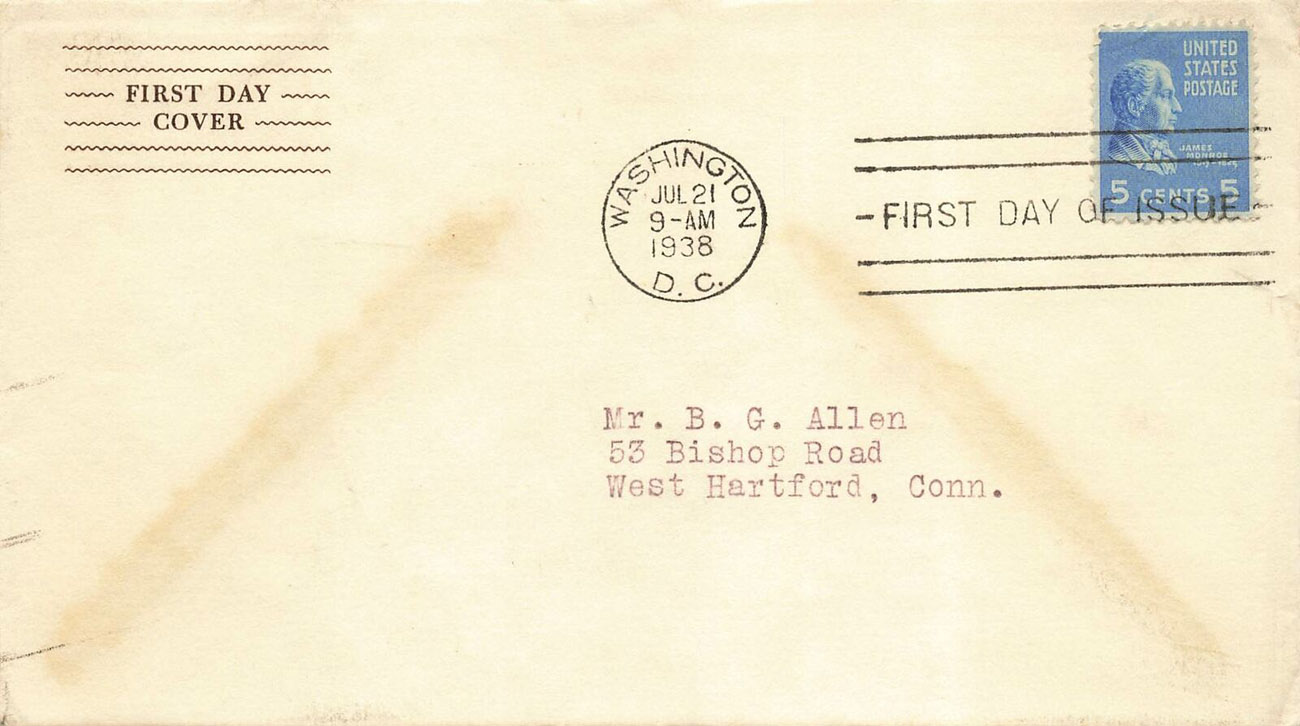 FIRST DAY
COVER
UNITED
STATES
POSTAGE
JAMES
MONROE
5 CENTS 5
WASHINGTON
JUL 21
9-AM
1938
D. C.
-FIRST DAY OF ISSUE-
Mr. B. G. Allen
53 Bishop Road
West Hartford, Conn.